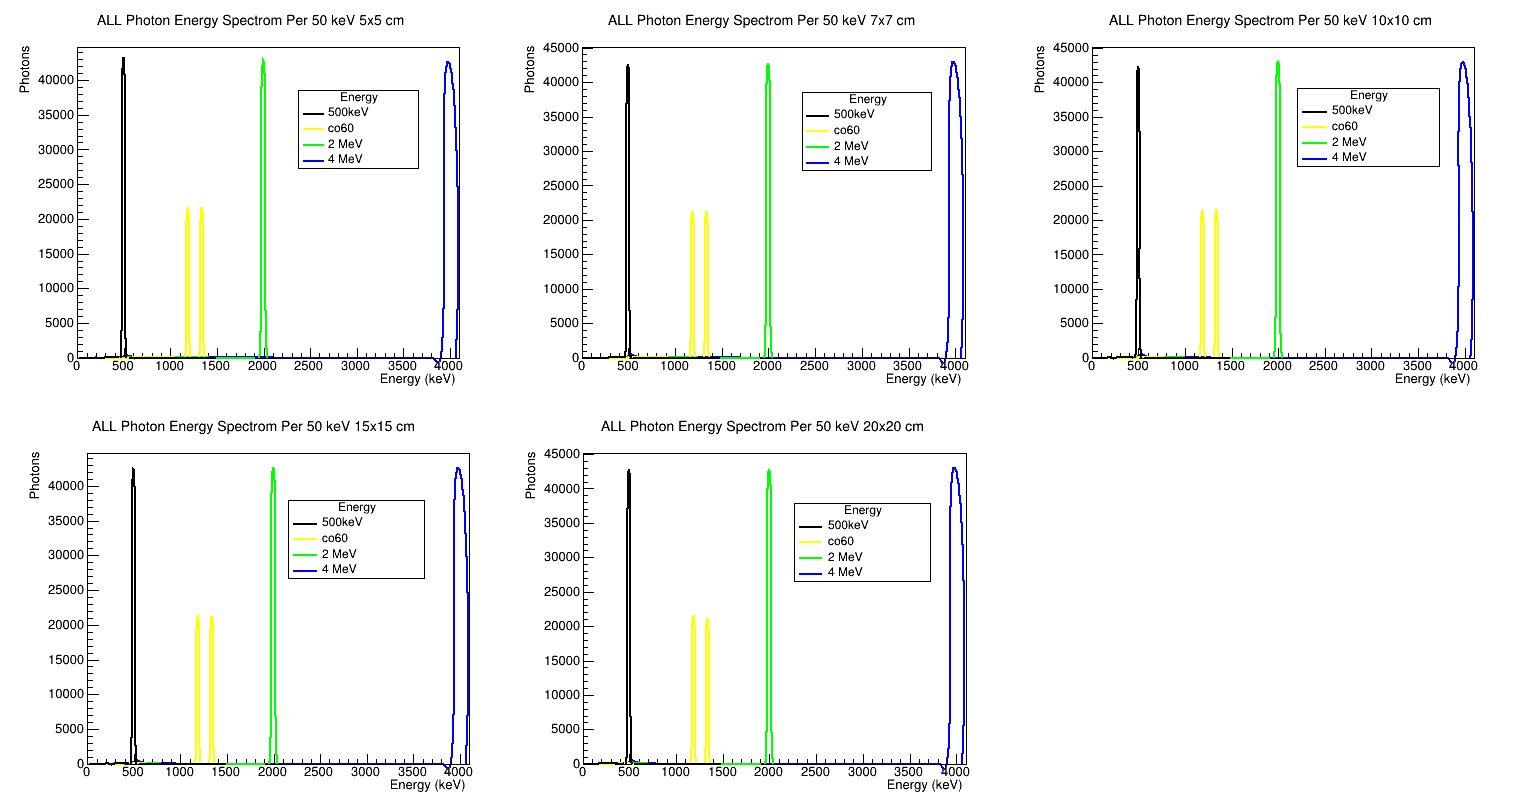 ALL Photon Energy Spectrom Per 50 keV 5x5 cm
Photons
40000
35000
30000
25000
20000
15000
10000
5000
0
0 500 1000 1500 2000 2500 3000 3500 4000
Energy (keV)
Energy
500keV
co60
2 MeV
4 MeV
ALL Photon Energy Spectrom Per 50 keV 7x7 cm
Photons
45000
40000
35000
30000
25000
20000
15000
10000
5000
0
0 500 1000 1500 2000 2500 3000 3500 4000
Energy (keV)
Energy
500keV
co60
2 MeV
4 MeV
ALL Photon Energy Spectrom Per 50 keV 10x10 cm
Photons
45000
40000
35000
30000
25000
20000
15000
10000
5000
0
0 500 1000 1500 2000 2500 3000 3500 4000
Energy (keV)
Energy
500keV
co60
2 MeV
4 MeV
ALL Photon Energy Spectrom Per 50 keV 15x15 cm
Photons
40000
35000
30000
25000
20000
15000
10000
5000
0
0 500 1000 1500 2000 2500 3000 3500 4000
Energy (keV)
Energy
500keV
co60
2 MeV
4 MeV
ALL Photon Energy Spectrom Per 50 keV 20x20 cm
Photons
45000
40000
35000
30000
25000
20000
15000
10000
5000
0
0 500 1000 1500 2000 2500 3000 3500 4000
Energy (keV)
Energy
500keV
co60
2 MeV
4 MeV